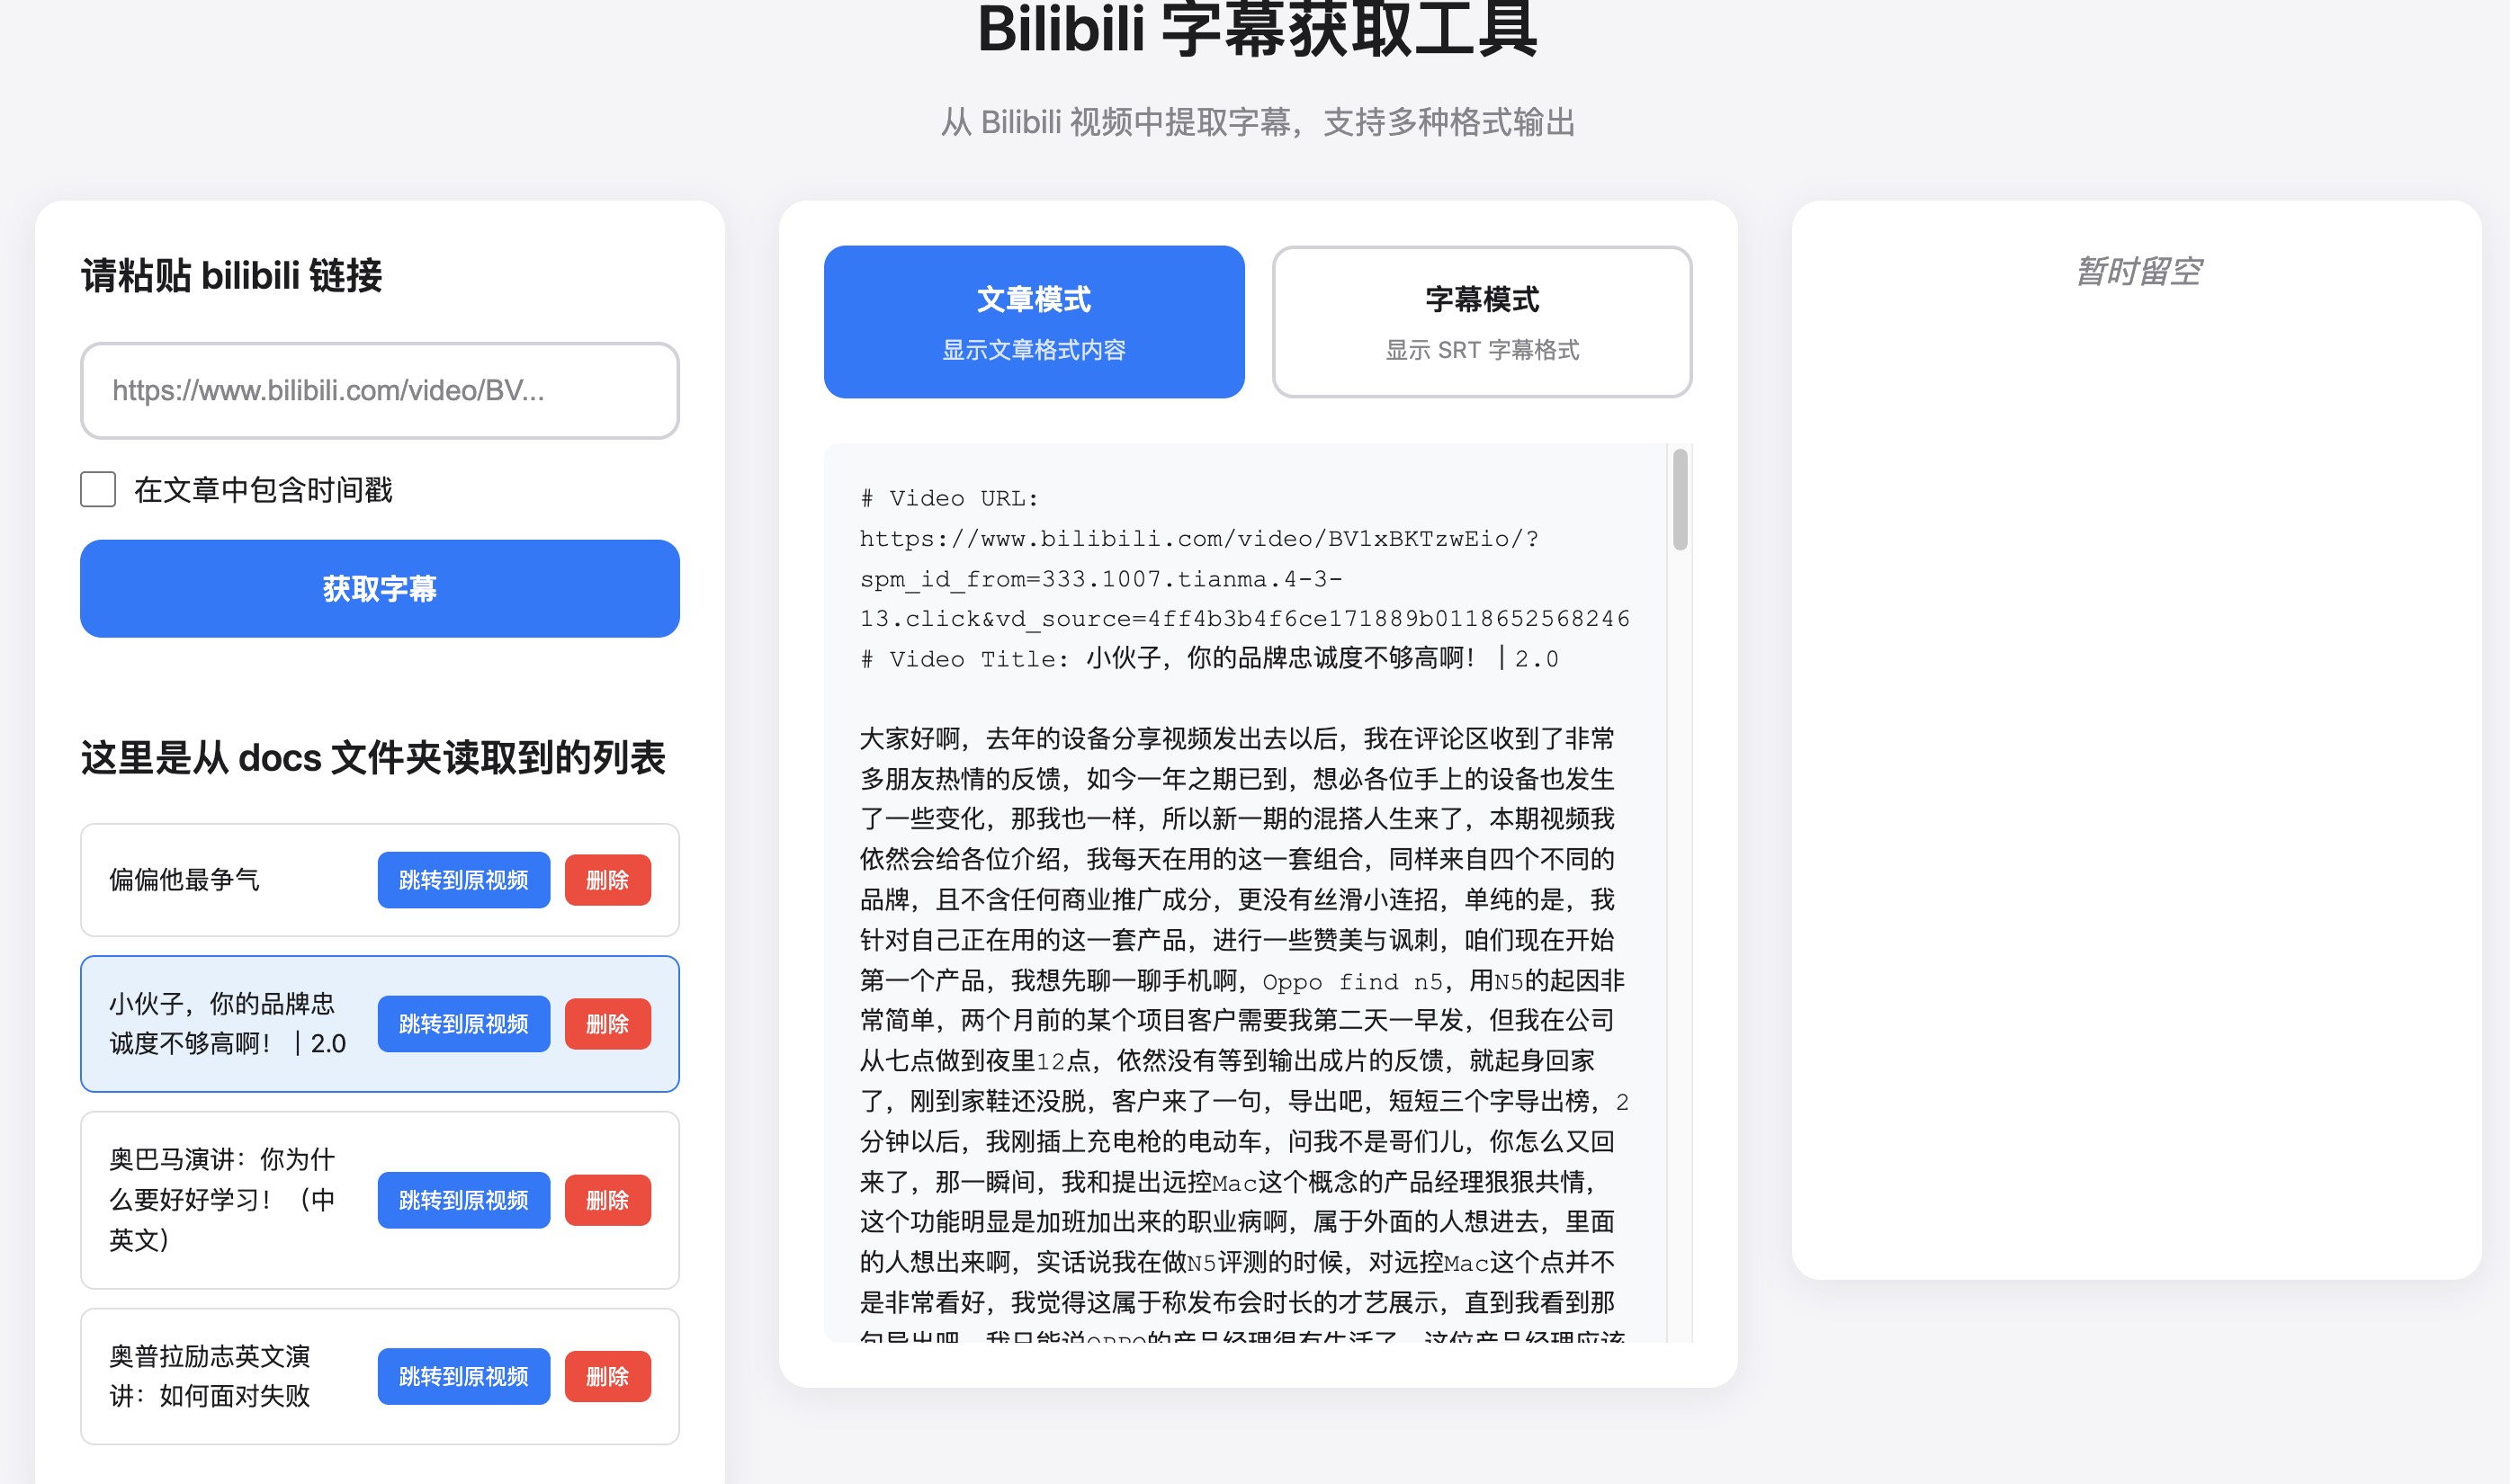 Bilibili 字幕获取工具
从 Bilibili 视频中提取字幕，支持多种格式输出
请粘贴 bilibili 链接
https://www.bilibili.com/video/BV...
在文章中包含时间戳
获取字幕
这里是从 docs 文件夹读取到的列表
偏偏他最争气
跳转到原视频
删除
小伙子，你的品牌忠
诚度不够高啊！｜2.0
跳转到原视频
删除
奥巴马演讲：你为什
么要好好学习！（中
英文）
跳转到原视频
删除
奥普拉励志英文演
讲：如何面对失败
跳转到原视频
删除
文章模式
显示文章格式内容
字幕模式
显示 SRT 字幕格式
# Video URL:
https://www.bilibili.com/video/BV1xBKTzwEio/?
spm_id_from=333.1007.tianma.4-3-
13.click&vd_source=4ff4b3b4f6ce171889b0118652568246
# Video Title: 小伙子，你的品牌忠诚度不够高啊！｜2.0
大家好啊，去年的设备分享视频发出去以后，我在评论区收到了非常
多朋友热情的反馈，如今一年之期已到，想必各位手上的设备也发生
了一些变化，那我也一样，所以新一期的混搭人生来了，本期视频我
依然会给各位介绍，我每天在用的这一套组合，同样来自四个不同的
品牌，且不含任何商业推广成分，更没有丝滑小连招，单纯的是，我
针对自己正在用的这一套产品，进行一些赞美与讽刺，咱们现在开始
第一个产品，我想先聊一聊手机啊，Oppo find n5，用N5的起因非
常简单，两个月前的某个项目客户需要我第二天一早发，但我在公司
从七点做到夜里12点，依然没有等到输出成片的反馈，就起身回家
了，刚到家鞋还没脱，客户来了一句，导出吧，短短三个字导出榜，2
分钟以后，我刚插上充电枪的电动车，问我不是哥们儿，你怎么又回
来了，那一瞬间，我和提出远控Mac这个概念的产品经理狠狠共情，
这个功能明显是加班加出来的职业病啊，属于外面的人想进去，里面
的人想出来啊，实话说我在做N5评测的时候，对远控Mac这个点并不
是非常看好，我觉得这属于称发布会时长的才艺展示，直到我看到那
句导出吧，我只能说OPPO的产品经理很有生活了，这位产品经理应该
暂时留空